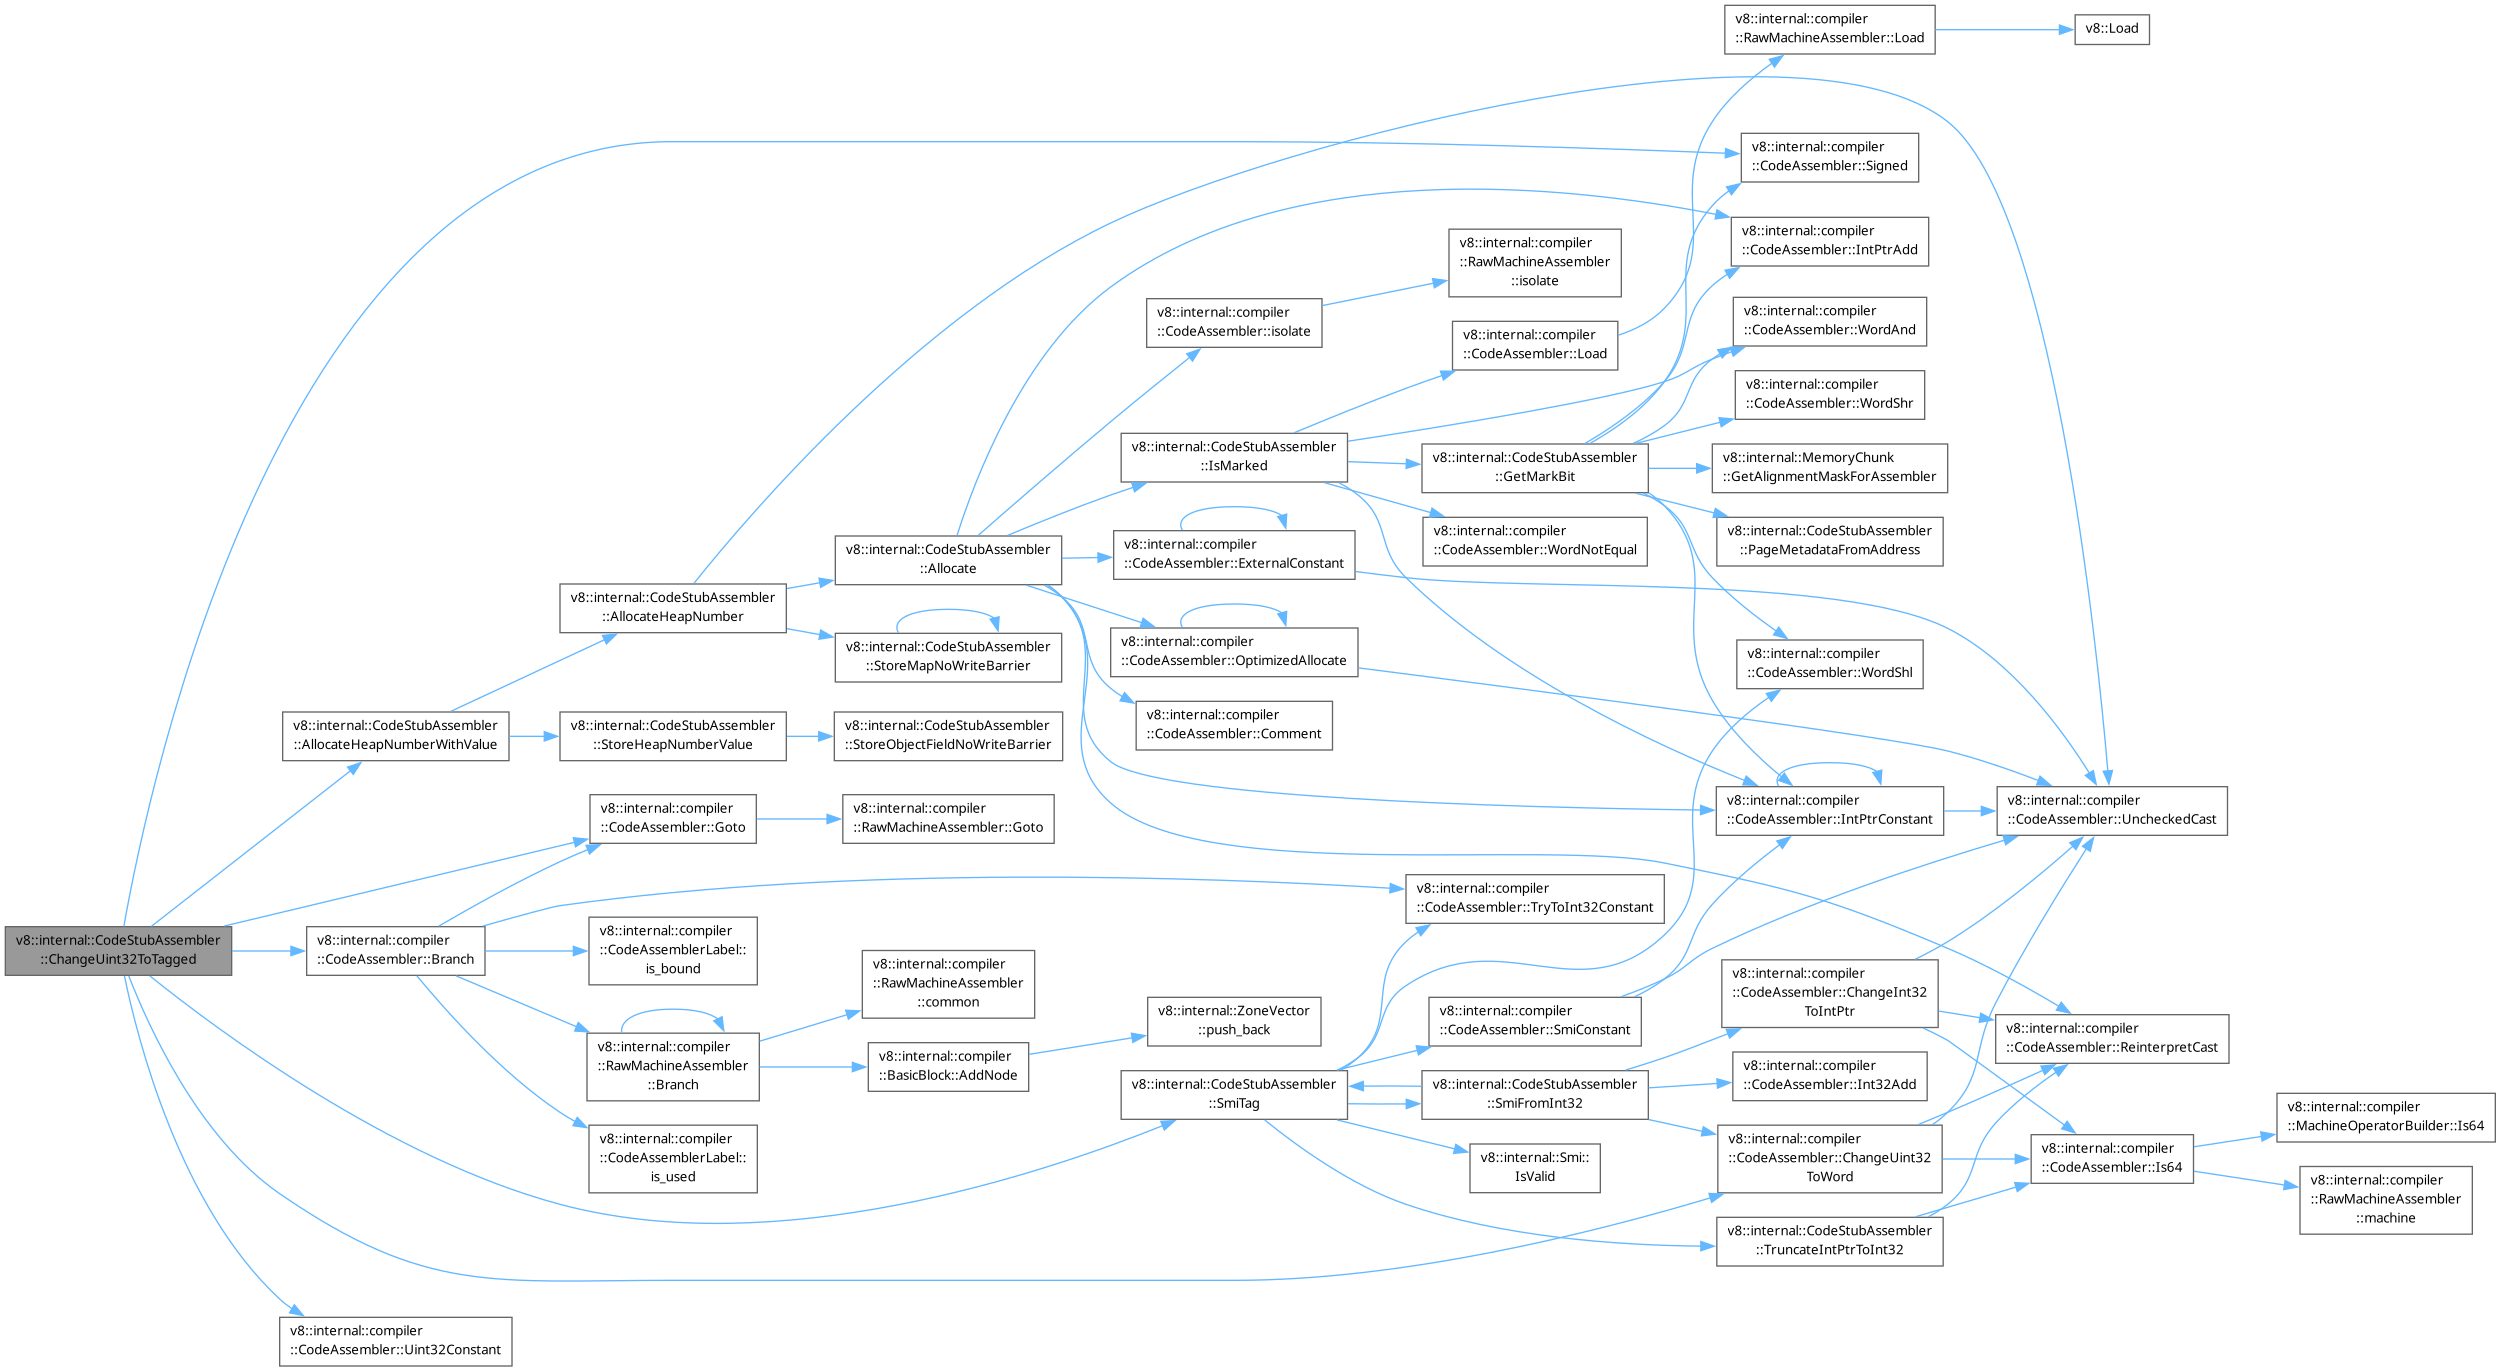 v8::internal::compiler
::RawMachineAssembler::Load
v8::Load
v8::internal::compiler
::CodeAssembler::Signed
v8::internal::compiler
::CodeAssembler::IntPtrAdd
v8::internal::compiler
::RawMachineAssembler
::isolate
v8::internal::compiler
::CodeAssembler::isolate
v8::internal::compiler
::CodeAssembler::Load
v8::internal::compiler
::CodeAssembler::WordAnd
v8::internal::compiler
::CodeAssembler::WordShr
v8::internal::CodeStubAssembler
::IsMarked
v8::internal::CodeStubAssembler
::GetMarkBit
v8::internal::MemoryChunk
::GetAlignmentMaskForAssembler
v8::internal::compiler
::CodeAssembler::WordNotEqual
v8::internal::CodeStubAssembler
::PageMetadataFromAddress
v8::internal::CodeStubAssembler
::Allocate
v8::internal::compiler
::CodeAssembler::ExternalConstant
v8::internal::CodeStubAssembler
::AllocateHeapNumber
v8::internal::CodeStubAssembler
::StoreMapNoWriteBarrier
v8::internal::compiler
::CodeAssembler::OptimizedAllocate
v8::internal::compiler
::CodeAssembler::WordShl
v8::internal::CodeStubAssembler
::AllocateHeapNumberWithValue
v8::internal::CodeStubAssembler
::StoreHeapNumberValue
v8::internal::CodeStubAssembler
::StoreObjectFieldNoWriteBarrier
v8::internal::compiler
::CodeAssembler::Comment
v8::internal::compiler
::CodeAssembler::Goto
v8::internal::compiler
::RawMachineAssembler::Goto
v8::internal::compiler
::CodeAssembler::IntPtrConstant
v8::internal::compiler
::CodeAssembler::UncheckedCast
v8::internal::compiler
::CodeAssembler::TryToInt32Constant
v8::internal::CodeStubAssembler
::ChangeUint32ToTagged
v8::internal::compiler
::CodeAssembler::Branch
v8::internal::compiler
::CodeAssemblerLabel::
is_bound
v8::internal::compiler
::RawMachineAssembler
::common
v8::internal::ZoneVector
::push_back
v8::internal::compiler
::CodeAssembler::SmiConstant
v8::internal::compiler
::CodeAssembler::ChangeInt32
ToIntPtr
v8::internal::compiler
::CodeAssembler::ReinterpretCast
v8::internal::compiler
::RawMachineAssembler
::Branch
v8::internal::compiler
::BasicBlock::AddNode
v8::internal::CodeStubAssembler
::SmiTag
v8::internal::CodeStubAssembler
::SmiFromInt32
v8::internal::compiler
::CodeAssembler::Int32Add
v8::internal::compiler
::CodeAssemblerLabel::
is_used
v8::internal::Smi::
IsValid
v8::internal::compiler
::CodeAssembler::ChangeUint32
ToWord
v8::internal::compiler
::CodeAssembler::Is64
v8::internal::compiler
::MachineOperatorBuilder::Is64
v8::internal::compiler
::RawMachineAssembler
::machine
v8::internal::CodeStubAssembler
::TruncateIntPtrToInt32
v8::internal::compiler
::CodeAssembler::Uint32Constant